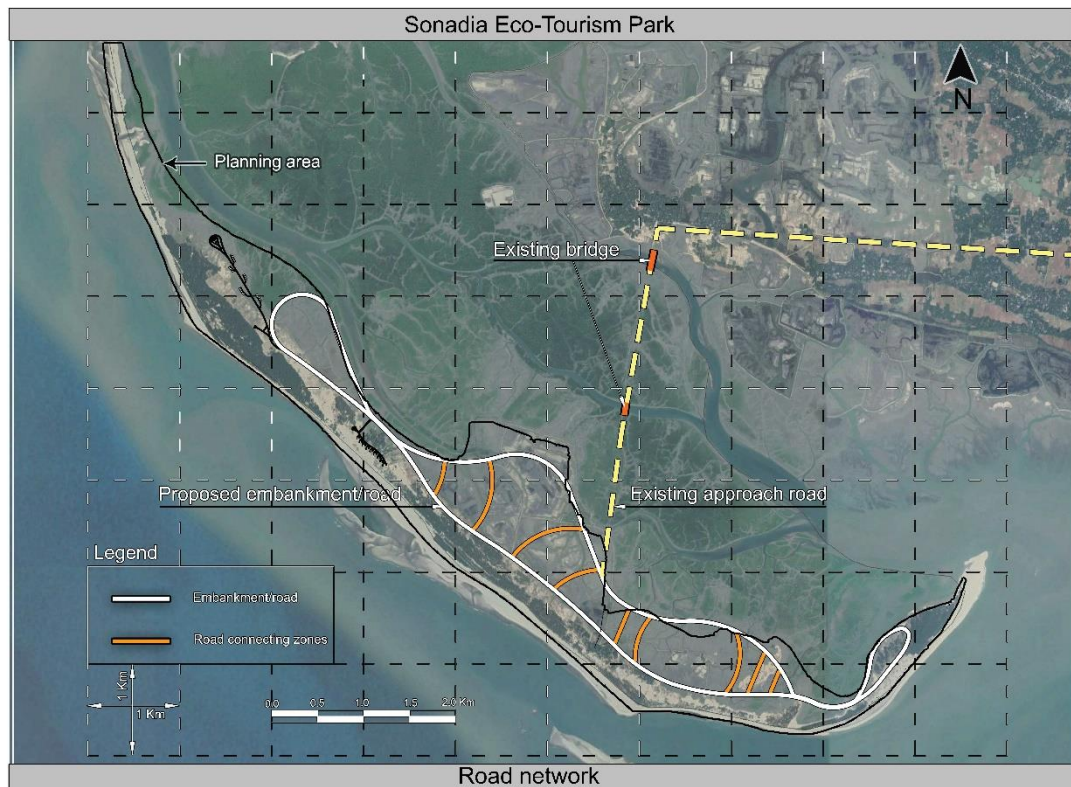 Sonadia Eco-Tourism Park
N
Planning area
Existing bridge
Proposed embankment/road
Existing approach road
Legend
Embankment/road
Road connecting zones
1 Km
1 Km
0.0 0.5 1.0 1.5 2.0 Km
Road network